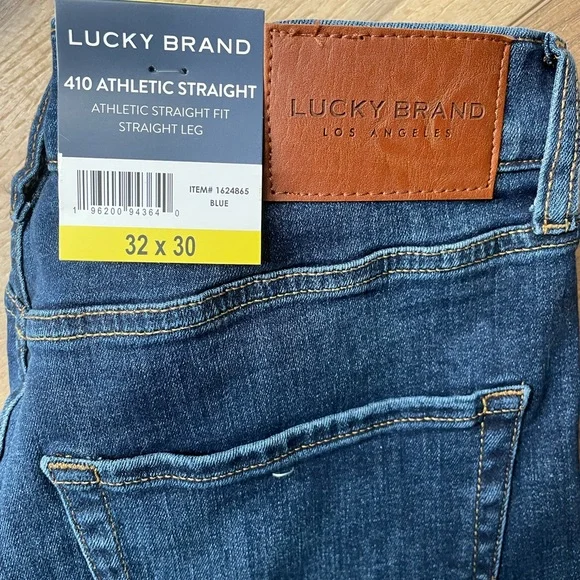 LUCKY BRAND
410 ATHLETIC STRAIGHT
ATHLETIC STRAIGHT FIT
STRAIGHT LEG
ITEM# 1624865
BLUE
1 96200 94364 0
32 x 30
LUCKY BRAND
LOS ANGELES